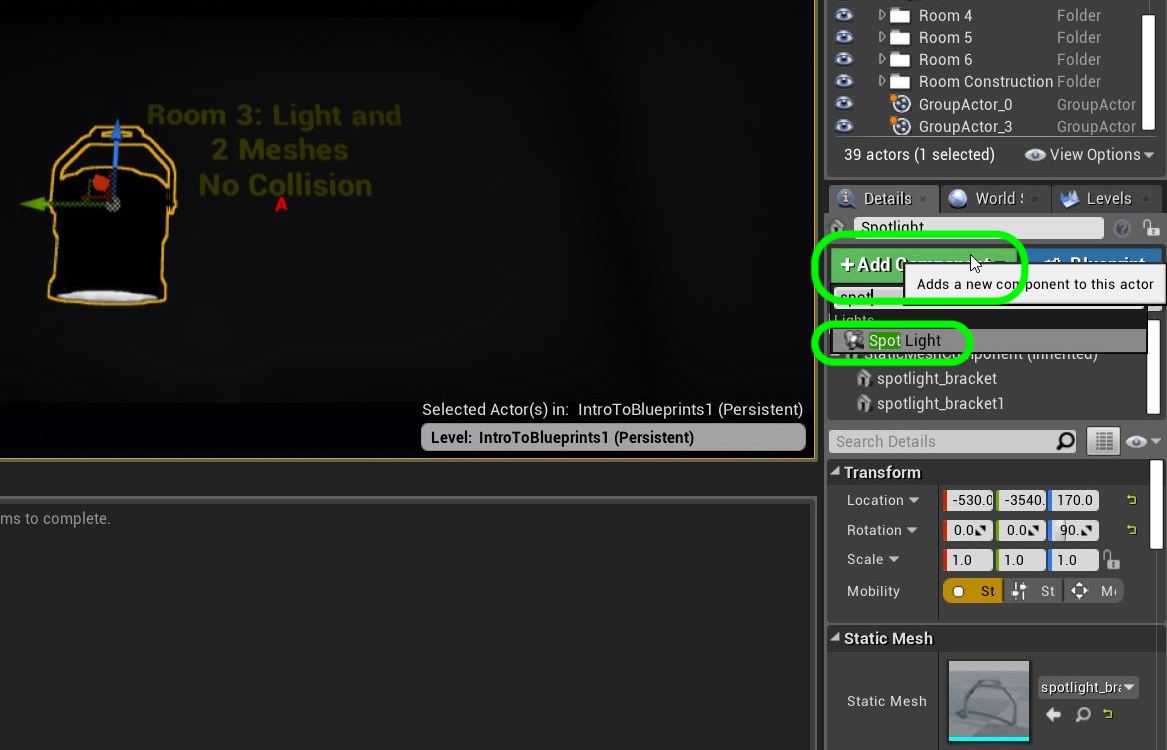 Room 4 Folder
Room 5 Folder
Room 6 Folder
Room Construction Folder
GroupActor_0 GroupActor
GroupActor_3 GroupActor
39 actors (1 selected) View Options
Details World Levels
Spotlight
+Add
Adds a new component to this actor
spot
Lights
Spot Light
StaticMeshComponent (Inherited)
spotlight_bracket
spotlight_bracket1
Search Details
Transform
Location -530.0 -3540. 170.0
Rotation 0.0 0.0 90.
Scale 1.0 1.0 1.0
Mobility St St M
Static Mesh
Static Mesh spotlight_bra
Room 3: Light and
2 Meshes
No Collision
A
Selected Actor(s) in: IntroToBlueprints1 (Persistent)
Level: IntroToBlueprints1 (Persistent)
ms to complete.